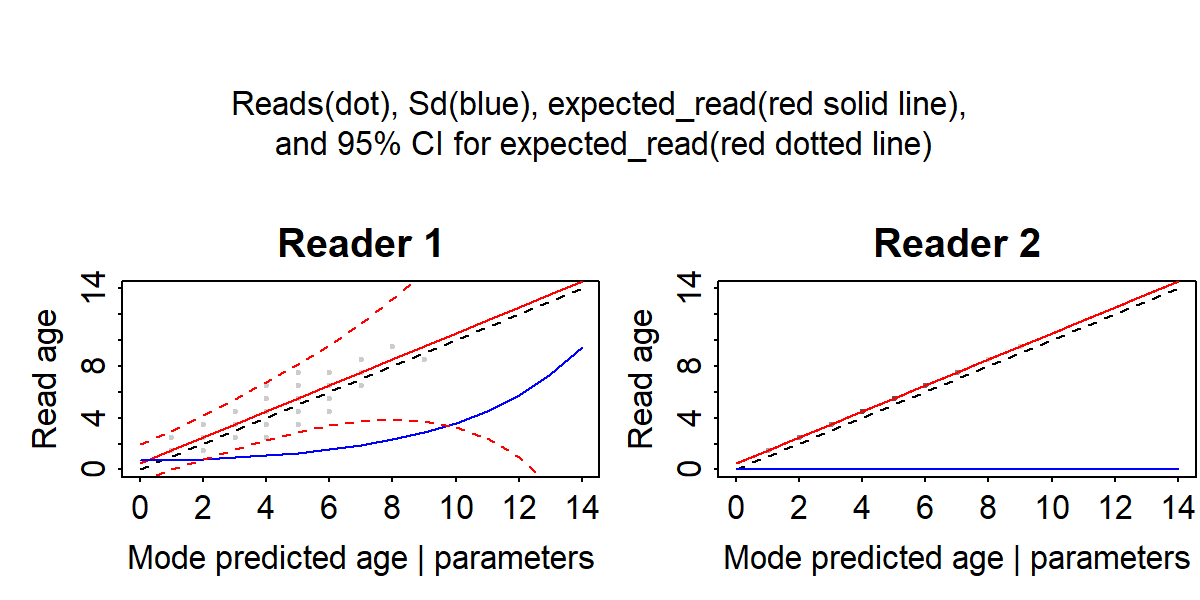 Reads(dot), Sd(blue), expected_read(red solid line),
and 95% CI for expected_read(red dotted line)
Reader 1
Read age
0 4 8 14
0 2 4 6 8 10 12 14
Mode predicted age | parameters
Reader 2
Read age
0 4 8 14
0 2 4 6 8 10 12 14
Mode predicted age | parameters